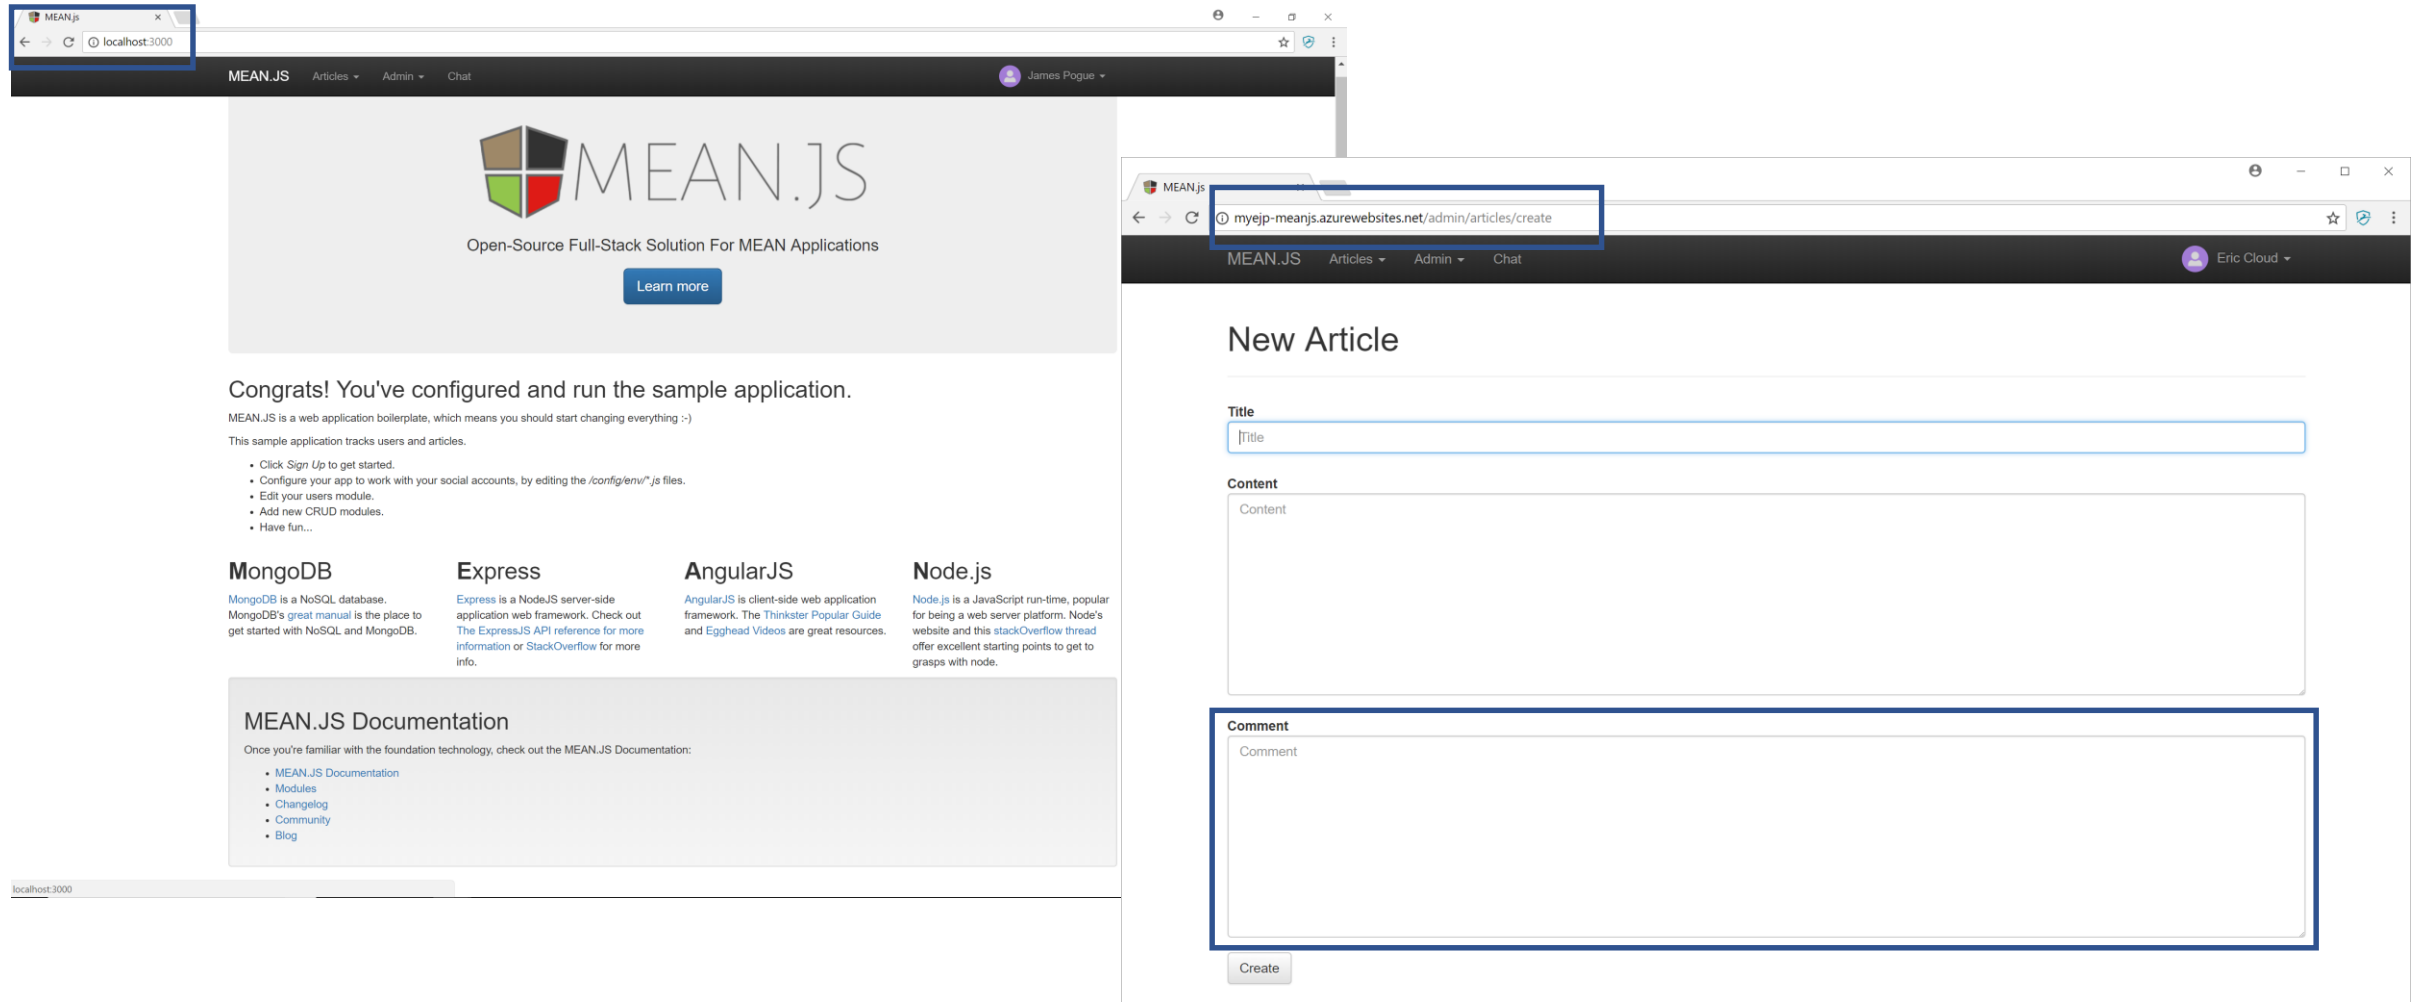 MEAN.js
localhost:3000
MEAN.JS Articles Admin Chat James Pogue
MEAN.JS
Open-Source Full-Stack Solution For MEAN Applications
Learn more
Congrats! You've configured and run the sample application.
MEAN.JS is a web application boilerplate, which means you should start changing everything :-)
This sample application tracks users and articles.
• Click Sign Up to get started.
• Configure your app to work with your social accounts, by editing the /config/env/*.js files.
• Edit your users module.
• Add new CRUD modules.
• Have fun...
MongoDB
MongoDB is a NoSQL database.
MongoDB's great manual is the place to
get started with NoSQL and MongoDB.
Express
Express is a NodeJS server-side
application web framework. Check out
The ExpressJS API reference for more
information or StackOverflow for more
info.
AngularJS
AngularJS is client-side web application
framework. The Thinkster Popular Guide
and Egghead Videos are great resources.
Node.js
Node.js is a JavaScript run-time, popular
for being a web server platform. Node's
website and this stackOverflow thread
offer excellent starting points to get to
grasps with node.
MEAN.JS Documentation
Once you're familiar with the foundation technology, check out the MEAN.JS Documentation:
• MEAN.JS Documentation
• Modules
• Changelog
• Community
• Blog
localhost:3000
MEAN.js
myejp-meanjs.azurewebsites.net/admin/articles/create
MEAN.JS Articles Admin Chat Eric Cloud
New Article
Title
Title
Content
Content
Comment
Comment
Create